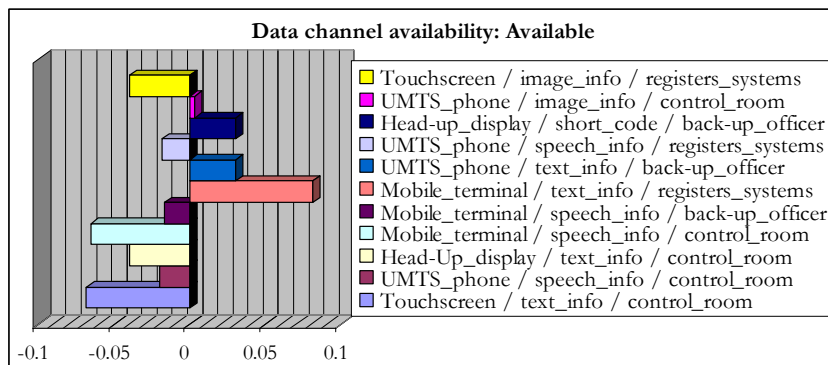 Data channel availability: Available
Touchscreen / image_info / registers_systems
UMTS_phone / image_info / control_room
Head-up_display / short_code / back-up_officer
UMTS_phone / speech_info / registers_systems
UMTS_phone / text_info / back-up_officer
Mobile_terminal / text_info / registers_systems
Mobile_terminal / speech_info / back-up_officer
Mobile_terminal / speech_info / control_room
Head-Up_display / text_info / control_room
UMTS_phone / speech_info / control_room
Touchscreen / text_info / control_room
-0.1 -0.05 0 0.05 0.1